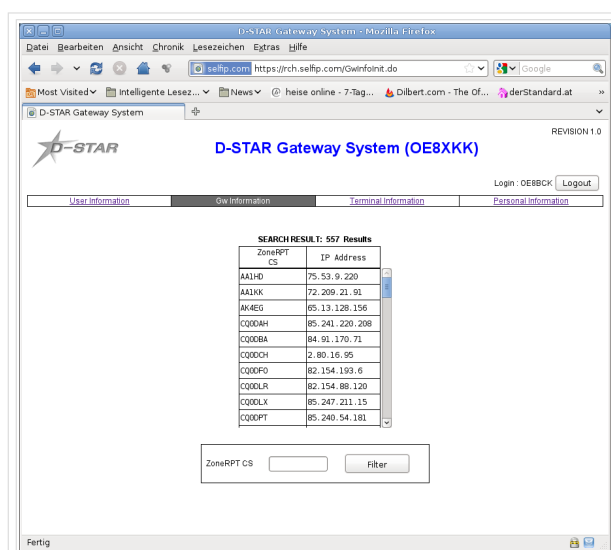 D-STAR Gateway System - Mozilla Firefox
Datei Bearbeiten Ansicht Chronik Lesezeichen Extras Hilfe
selfip.com https://rch.selfip.com/GwInfoInit.do
Google
Most Visited Intelligente Lesez... News heise online - 7-Tag... Dilbert.com - The Of... derStandard.at »
D-STAR Gateway System
REVISION 1.0
D-STAR
D-STAR Gateway System (OE8XKK)
Login : OE8BCK Logout
User Information Gw Information Terminal Information Personal Information
SEARCH RESULT: 557 Results
ZoneRPT CS IP Address
AA1HD 75.53.9.220
AA1KK 72.209.21.91
AK4EG 65.13.128.156
CQ0DAH 85.241.220.208
CQ0DBA 84.91.170.71
CQ0DCH 2.80.16.95
CQ0DFO 82.154.193.6
CQ0DLR 82.154.88.120
CQ0DLX 85.247.211.15
CQ0DPT 85.240.54.181
ZoneRPT CS Filter
Fertig